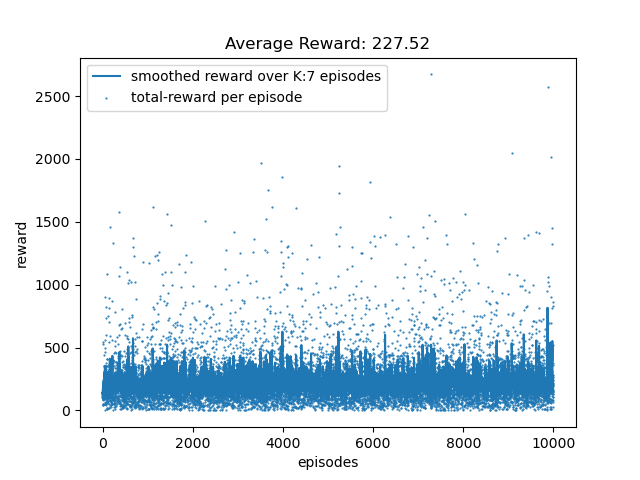 Average Reward: 227.52
smoothed reward over K:7 episodes
total-reward per episode
reward
2500
2000
1500
1000
500
0
0 2000 4000 6000 8000 10000
episodes